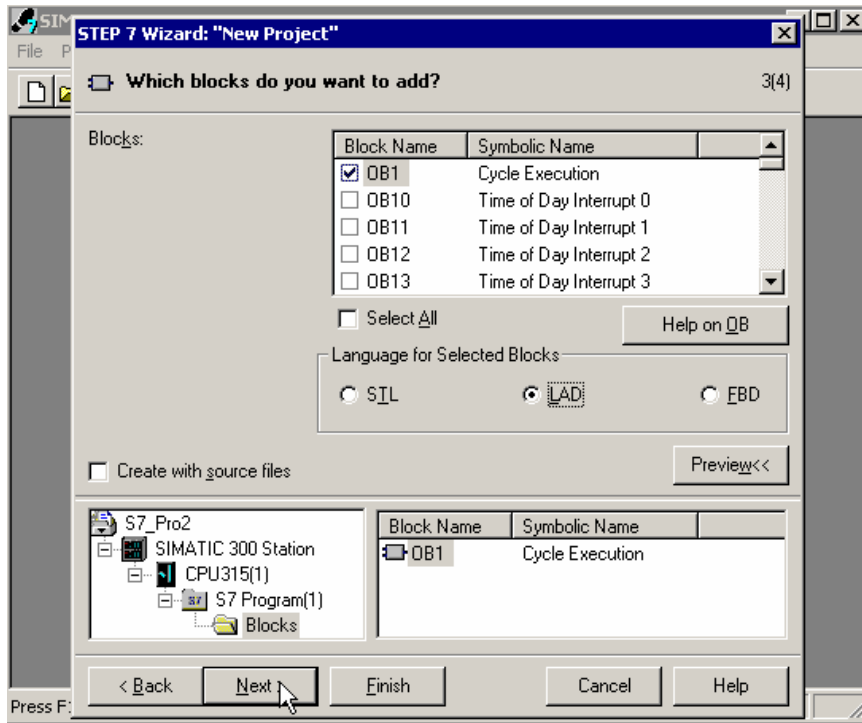 SIM
STEP 7 Wizard: "New Project"
File P
Which blocks do you want to add? 3(4)
Blocks:
Block Name Symbolic Name
OB1 Cycle Execution
OB10 Time of Day Interrupt 0
OB11 Time of Day Interrupt 1
OB12 Time of Day Interrupt 2
OB13 Time of Day Interrupt 3
Select All
Help on OB
Language for Selected Blocks
STL LAD FBD
Create with source files
Preview<<
S7_Pro2
SIMATIC 300 Station
CPU315(1)
S7 Program(1)
Blocks
Block Name Symbolic Name
OB1 Cycle Execution
< Back Next > Finish Cancel Help
Press F1